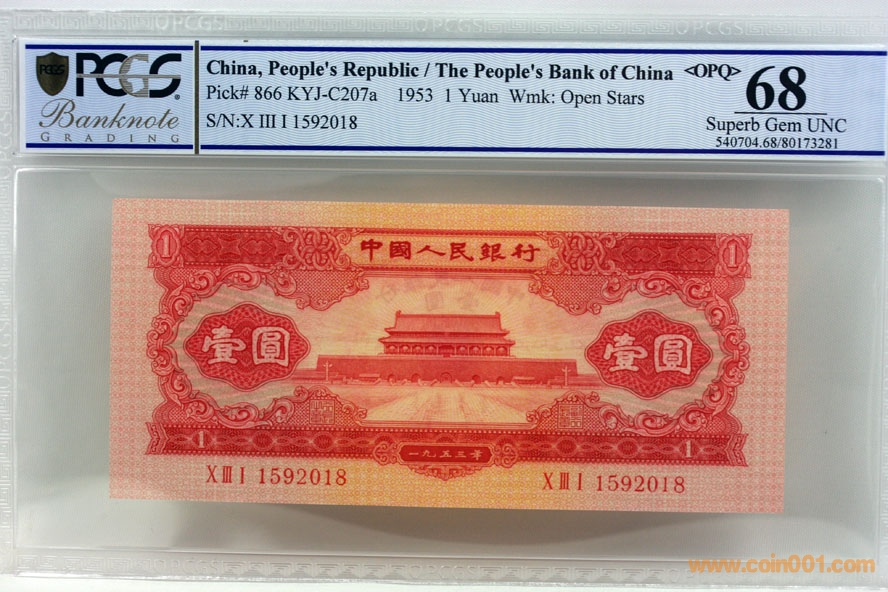 PCGS
PCGS
Banknote
GRADING
China, People's Republic / The People's Bank of China
Pick# 866 KYJ-C207a 1953 1 Yuan Wmk: Open Stars
S/N:X III I 1592018
<OPQ> 68
Superb Gem UNC
540704.68/80173281
1
中國人民銀行
1
壹圓
壹圓
1
一九五三年
1
X III I 1592018
X III I 1592018
www.coin001.com